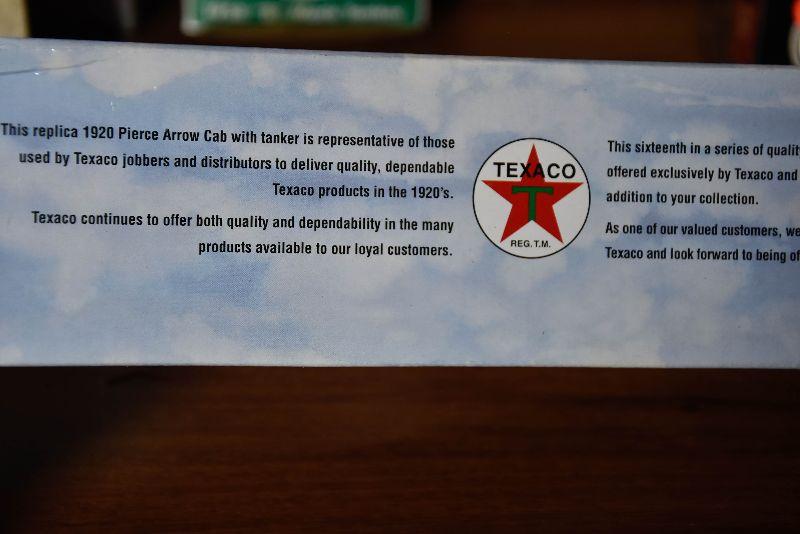 This replica 1920 Pierce Arrow Cab with tanker is representative of those
used by Texaco jobbers and distributors to deliver quality, dependable
Texaco products in the 1920's.
Texaco continues to offer both quality and dependability in the many
products available to our loyal customers.
TEXACO
T
REG. T.M.
This sixteenth in a series of qualit
offered exclusively by Texaco and
addition to your collection.
As one of our valued customers, we
Texaco and look forward to being of